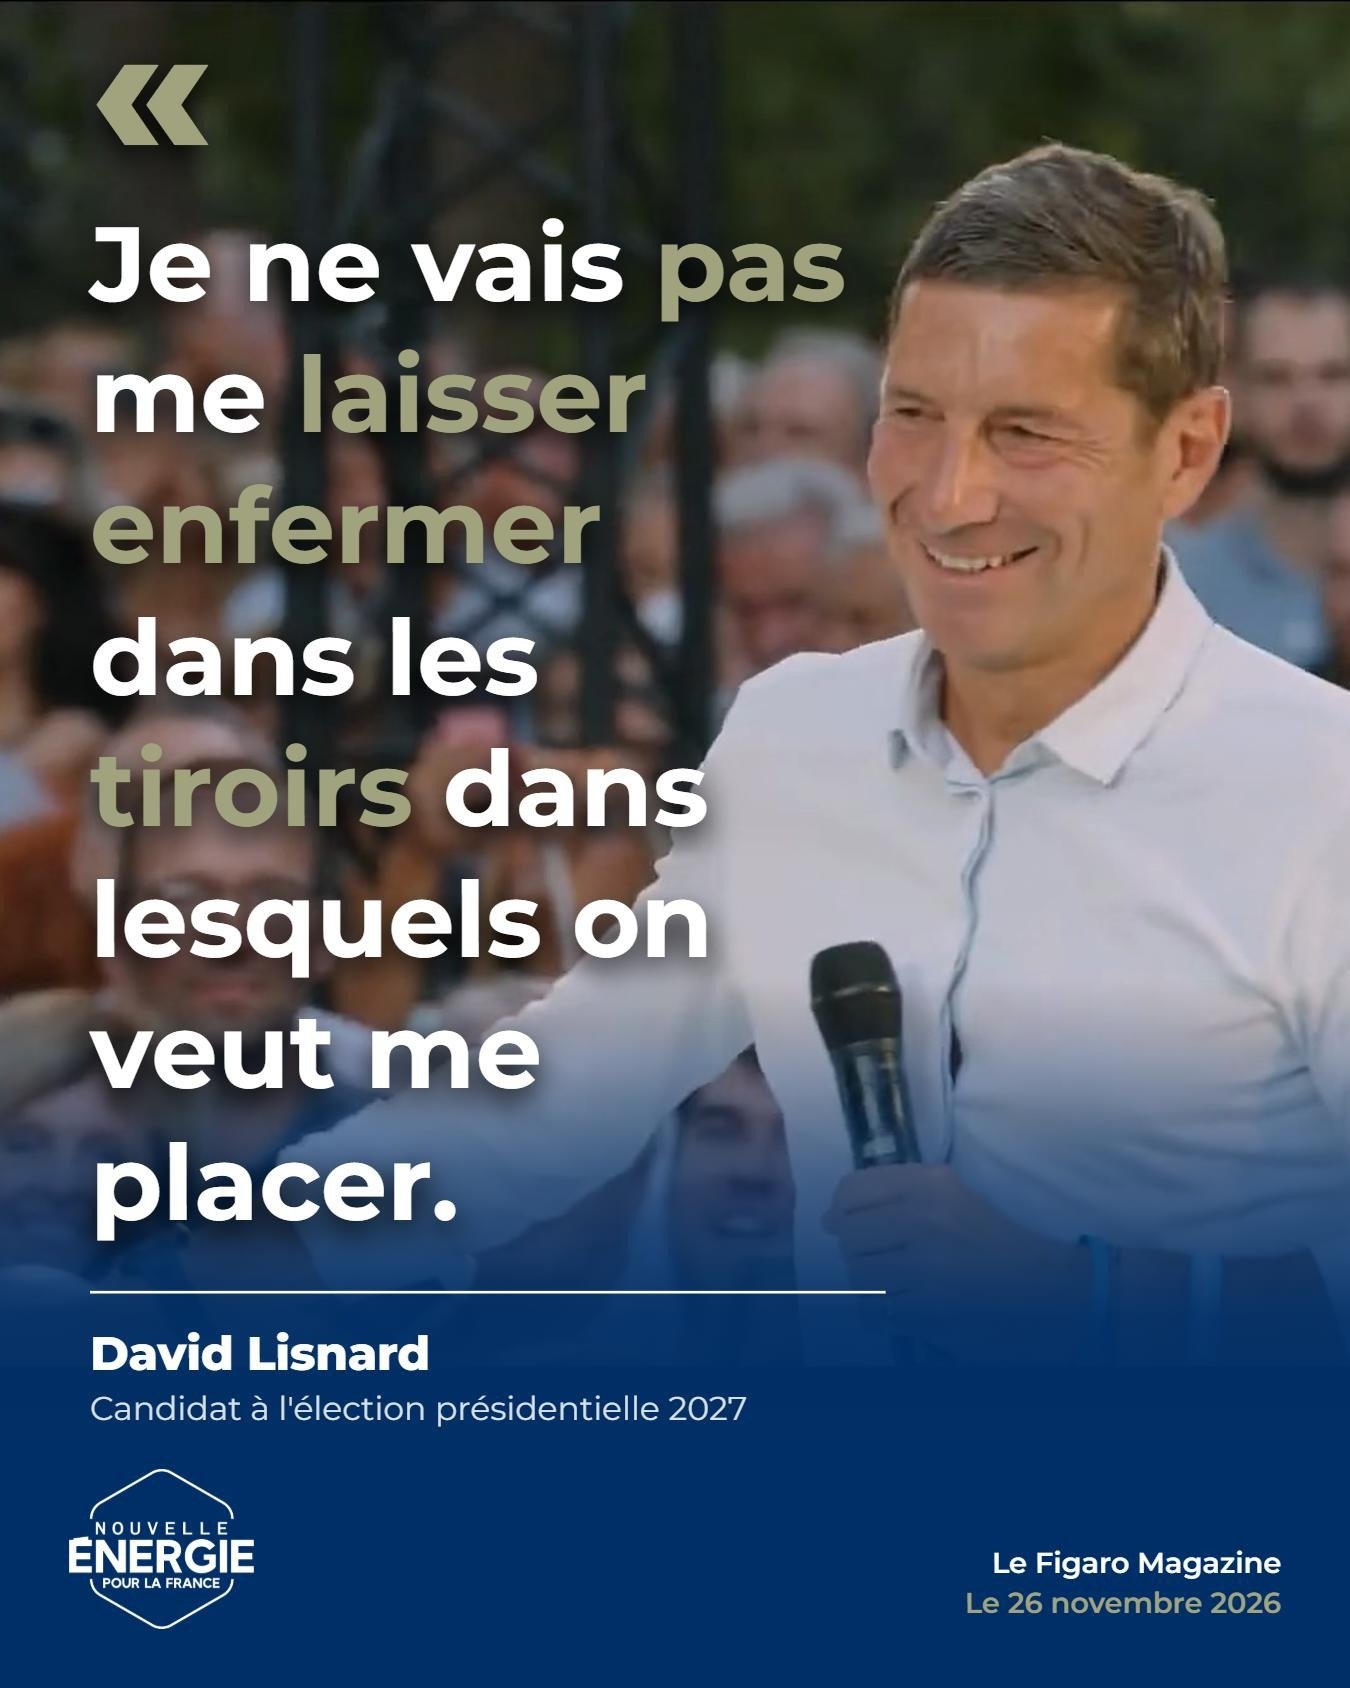 «
Je ne vais pas
me laisser
enfermer
dans les
tiroirs dans
lesquels on
veut me
placer.
David Lisnard
Candidat à l'élection présidentielle 2027
NOUVELLE
ÉNERGIE
POUR LA FRANCE
Le Figaro Magazine
Le 26 novembre 2026